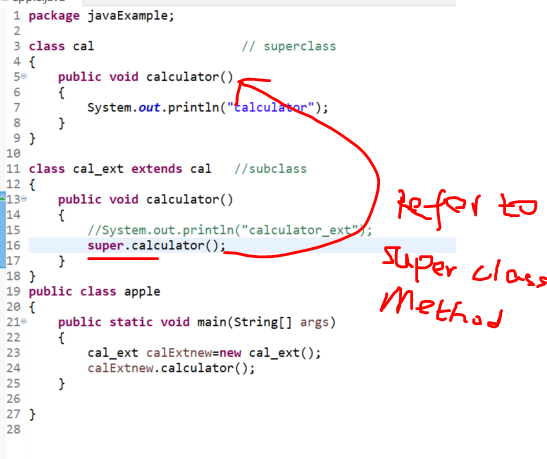 1 package javaExample;
2
3 class cal // superclass
4 {
5 public void calculator()
6 {
7 System.out.println("calculator");
8 }
9 }
10
11 class cal_ext extends cal //subclass
12 {
13 public void calculator()
14 {
15 //System.out.println("calculator_ext");
16 super.calculator();
17 }
18 }
19 public class apple
20 {
21 public static void main(String[] args)
22 {
23 cal_ext calExtnew=new cal_ext();
24 calExtnew.calculator();
25 }
26
27 }
28
Refer to
super class
Method